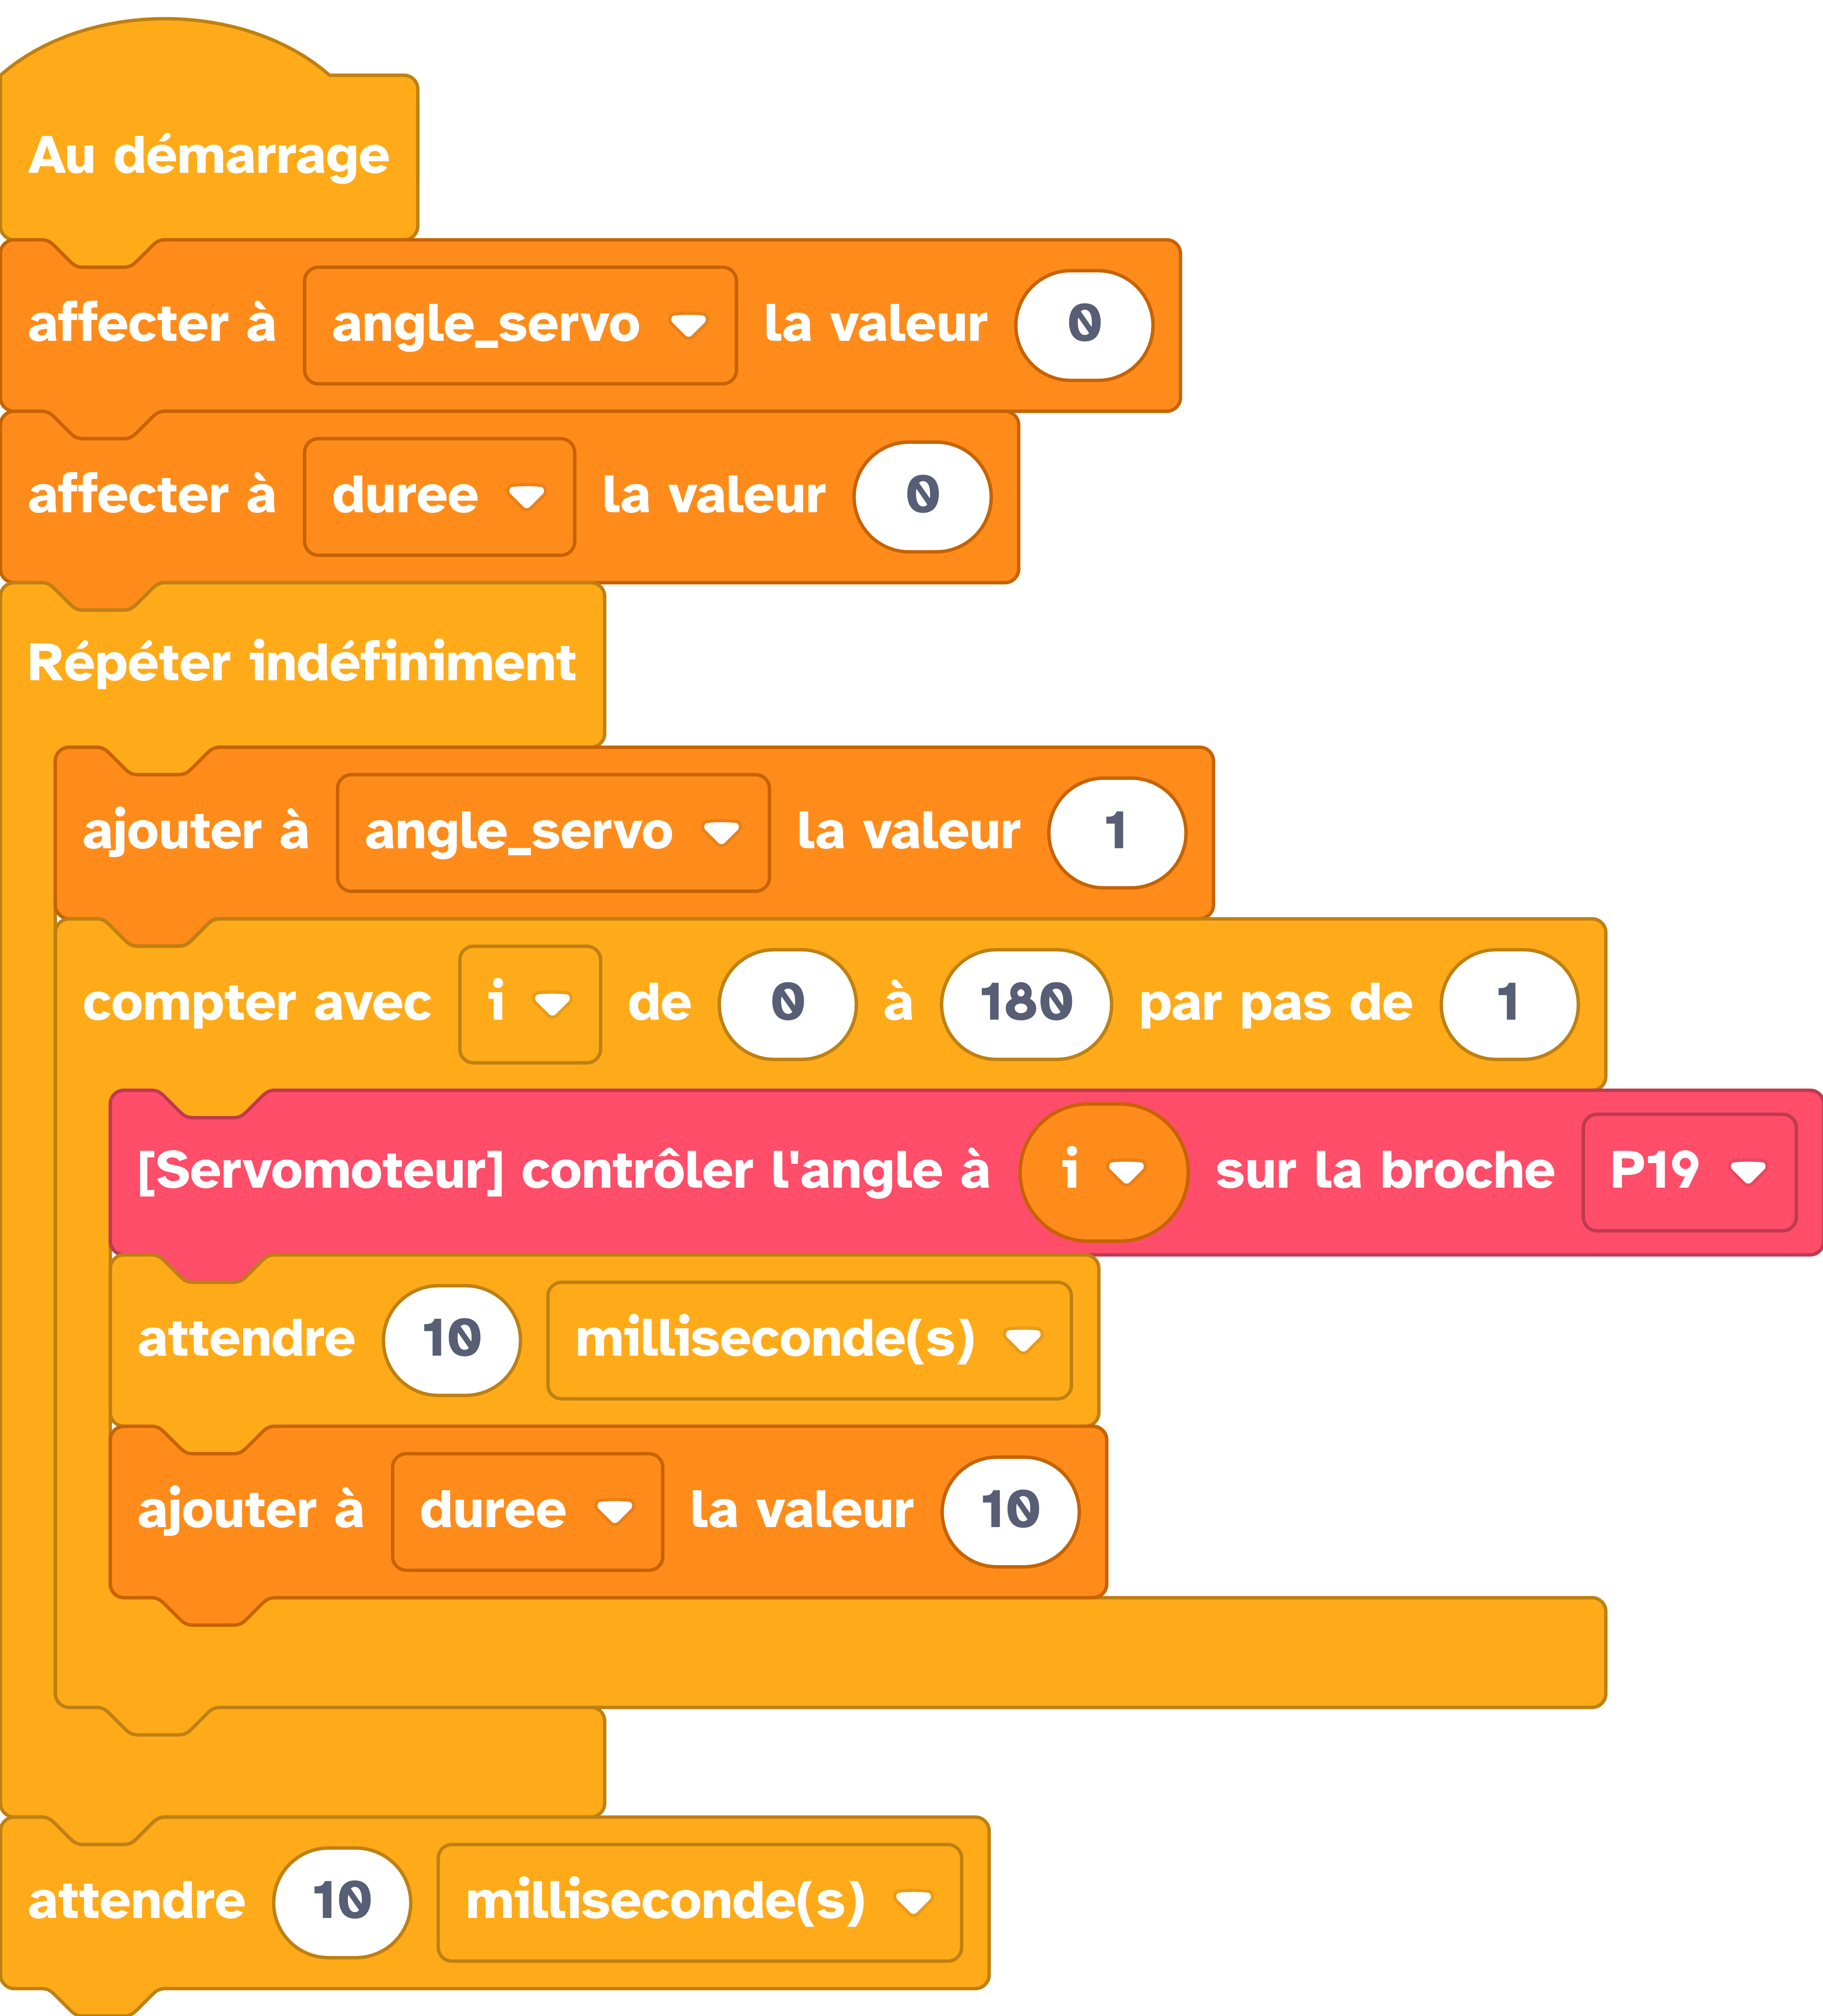 Au démarrage
affecter à angle_servo la valeur 0
affecter à duree la valeur 0
Répéter indéfiniment
ajouter à angle_servo la valeur 1
compter avec i de 0 à 180 par pas de 1
[Servomoteur] contrôler l'angle à i sur la broche P19
attendre 10 milliseconde(s)
ajouter à duree la valeur 10
attendre 10 milliseconde(s)